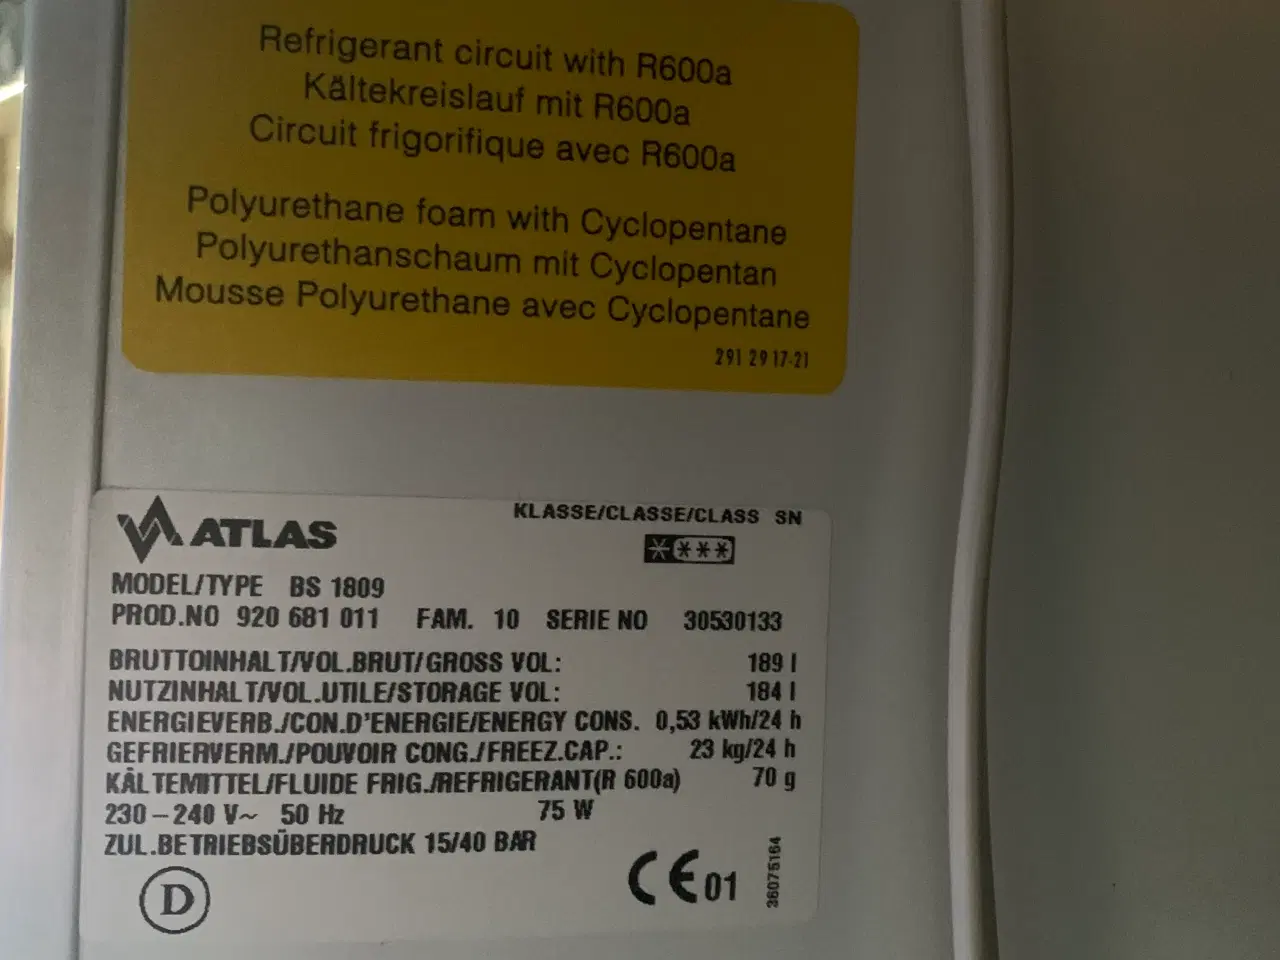 Refrigerant circuit with R600a
Kältekreislauf mit R600a
Circuit frigorifique avec R600a
Polyurethane foam with Cyclopentane
Polyurethanschaum mit Cyclopentan
Mousse Polyurethane avec Cyclopentane
291 29 17-21
ATLAS
KLASSE/CLASSE/CLASS SN
****
MODEL/TYPE BS 1809
PROD.NO 920 681 011 FAM. 10 SERIE NO 30530133
BRUTTOINHALT/VOL.BRUT/GROSS VOL: 189 l
NUTZINHALT/VOL.UTILE/STORAGE VOL: 184 l
ENERGIEVERB./CON.D'ENERGIE/ENERGY CONS. 0,53 kWh/24 h
GEFRIERVERM./POUVOIR CONG./FREEZ.CAP.: 23 kg/24 h
KÄLTEMITTEL/FLUIDE FRIG./REFRIGERANT(R 600a) 70 g
230 – 240 V~ 50 Hz 75 W
ZUL.BETRIEBSÜBERDRUCK 15/40 BAR
D
CE 01
36075164